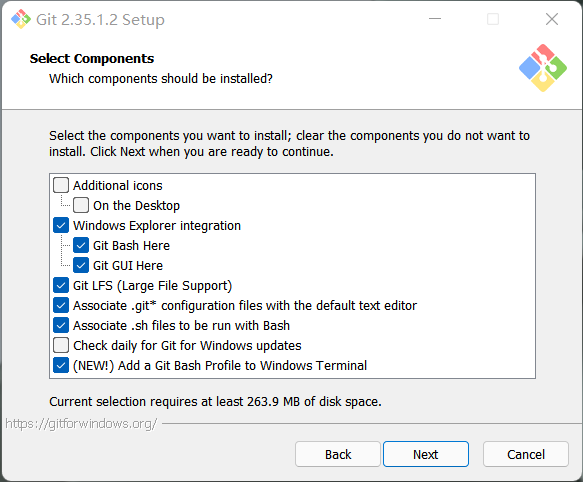 Git 2.35.1.2 Setup
Select Components
Which components should be installed?
Select the components you want to install; clear the components you do not want to
install. Click Next when you are ready to continue.
Additional icons
On the Desktop
Windows Explorer integration
Git Bash Here
Git GUI Here
Git LFS (Large File Support)
Associate .git* configuration files with the default text editor
Associate .sh files to be run with Bash
Check daily for Git for Windows updates
(NEW!) Add a Git Bash Profile to Windows Terminal
Current selection requires at least 263.9 MB of disk space.
https://gitforwindows.org/
Back Next Cancel